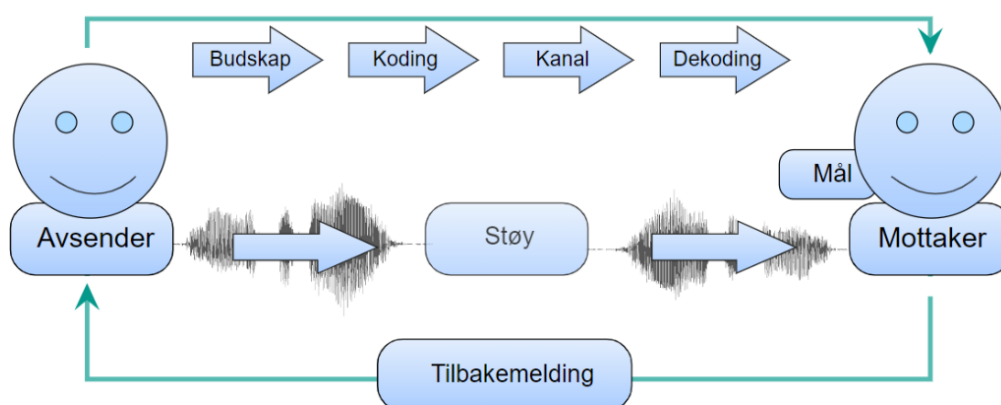 Budskap
Koding
Kanal
Dekoding
Mål
Avsender
Støy
Mottaker
Tilbakemelding